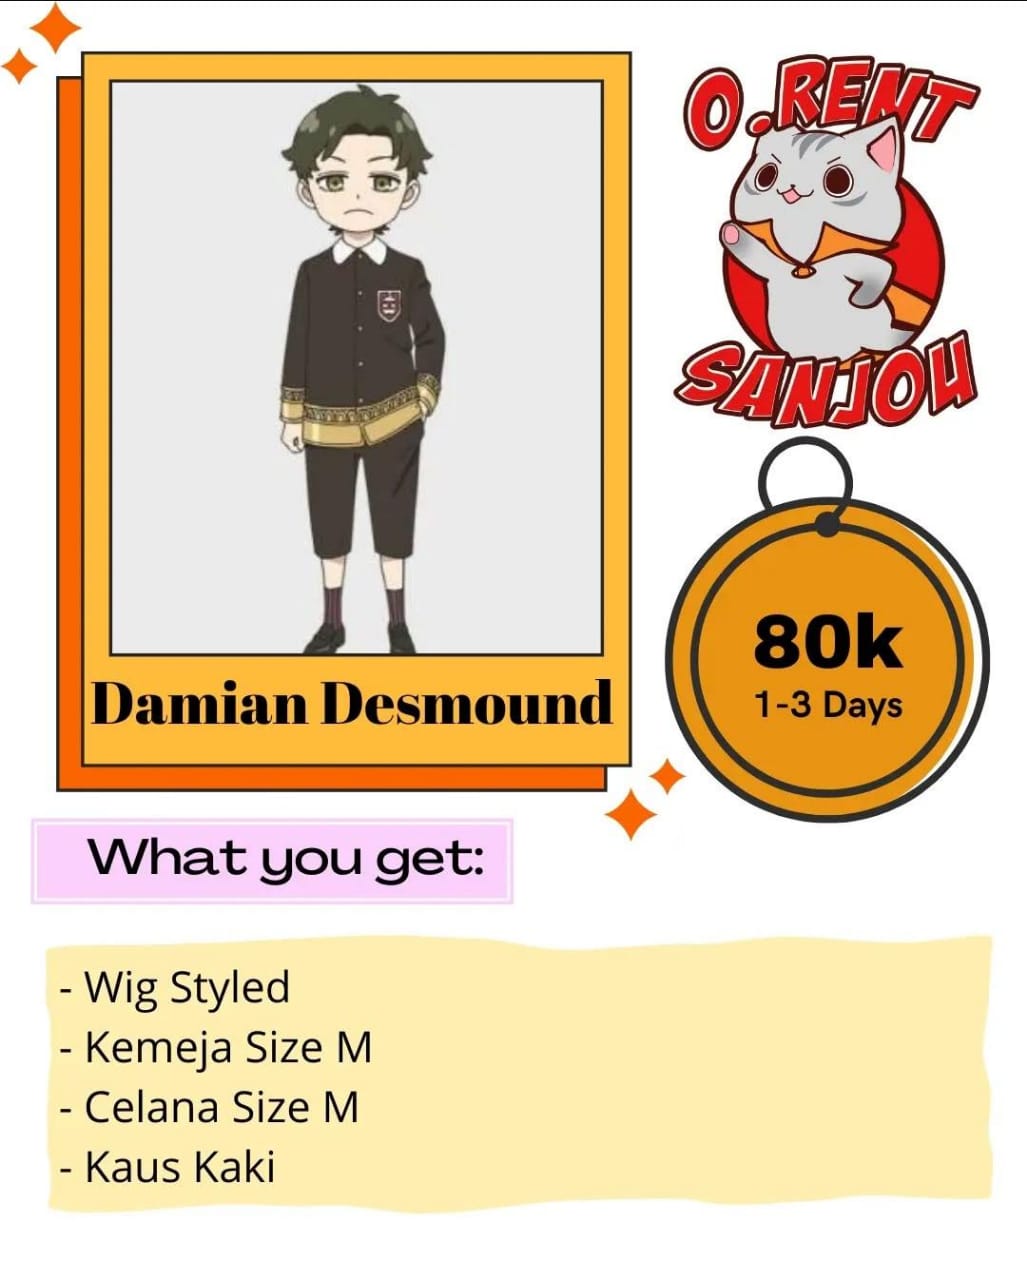 O.RENT
SANJOU
80k
1-3 Days
Damian Desmound
What you get:
- Wig Styled
- Kemeja Size M
- Celana Size M
- Kaus Kaki